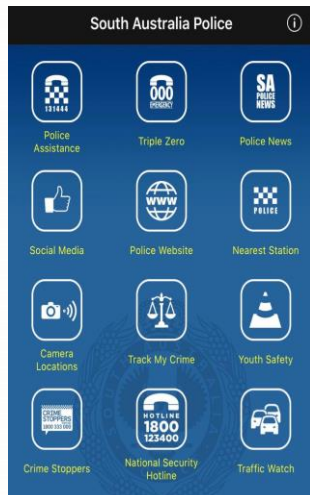 South Australia Police
131444
000
EMERGENCY
SA
POLICE
NEWS
Police
Assistance
Triple Zero
Police News
WWW
POLICE
Social Media
Police Website
Nearest Station
Camera
Locations
Track My Crime
Youth Safety
CRIME
STOPPERS
1800 333 000
HOTLINE
1800
123400
Crime Stoppers
National Security
Hotline
Traffic Watch